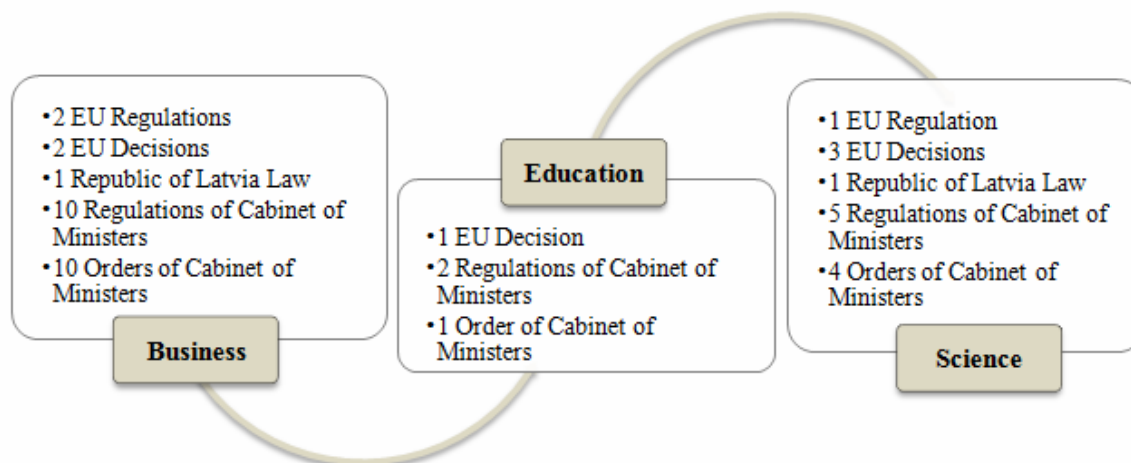 •2 EU Regulations
•2 EU Decisions
•1 Republic of Latvia Law
•10 Regulations of Cabinet of
Ministers
•10 Orders of Cabinet of
Ministers
Business
Education
•1 EU Decision
•2 Regulations of Cabinet of
Ministers
•1 Order of Cabinet of
Ministers
•1 EU Regulation
•3 EU Decisions
•1 Republic of Latvia Law
•5 Regulations of Cabinet of
Ministers
•4 Orders of Cabinet of
Ministers
Science